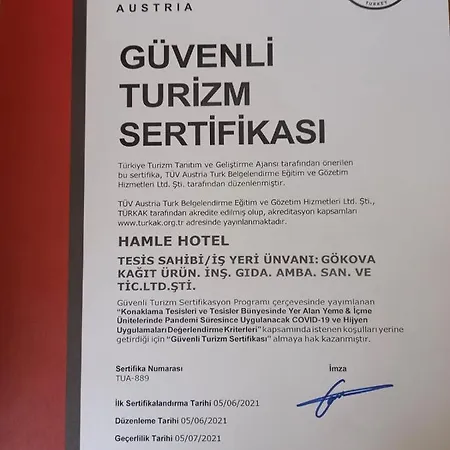 AUSTRIA
TURKEY
GÜVENLİ
TURİZM
SERTİFİKASI
Türkiye Turizm Tanıtım ve Geliştirme Ajansı tarafından önerilen
bu sertifika, TÜV Austria Turk Belgelendirme Eğitim ve Gözetim
Hizmetleri Ltd. Şti. tarafından düzenlenmiştir.
TÜV Austria Turk Belgelendirme Eğitim ve Gözetim Hizmetleri Ltd. Şti.,
TÜRKAK tarafından akredite edilmiş olup, akreditasyon kapsamları
www.turkak.org.tr adresinde yayınlanmaktadır.
HAMLE HOTEL
TESİS SAHİBİ/İŞ YERİ ÜNVANI: GÖKOVA
KAĞIT ÜRÜN. İNŞ. GIDA. AMBA. SAN. VE
TİC.LTD.ŞTİ.
Güvenli Turizm Sertifikasyon Programı çerçevesinde yayımlanan
"Konaklama Tesisleri ve Tesisler Bünyesinde Yer Alan Yeme & İçme
Ünitelerinde Pandemi Süresince Uygulanacak COVID-19 ve Hijyen
Uygulamaları Değerlendirme Kriterleri" kapsamında istenen koşulları yerine
getirdiği için "Güvenli Turizm Sertifikası" almaya hak kazanmıştır.
Sertifika Numarası İmza
TUA-889
İlk Sertifikalandırma Tarihi 05/06/2021
Düzenleme Tarihi 05/06/2021
Geçerlilik Tarihi 05/07/2021